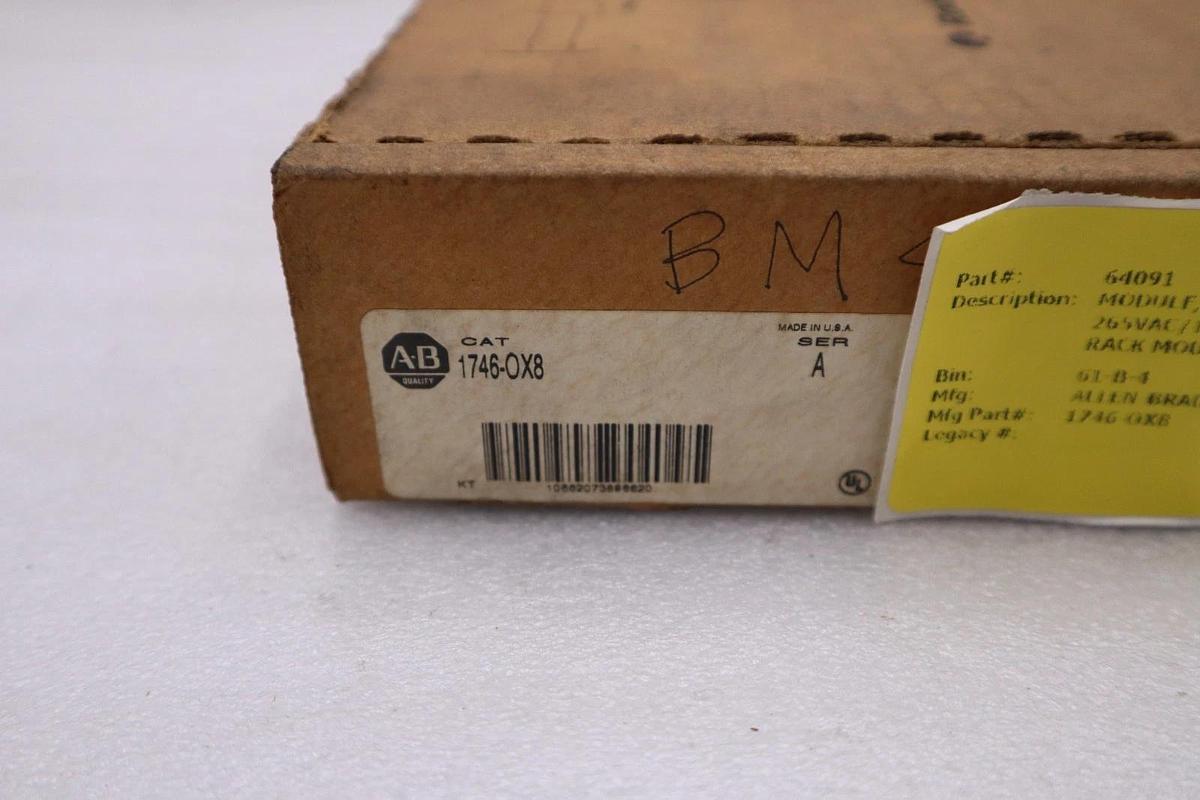 B M
MADE IN U.S.A.
CAT
SER
A-B
QUALITY
1746-OX8
A
KT
UL
Part#: 64091
Description: MODULE,
265VAC/
RACK MOU
Bin: 61-B-4
Mfg: ALLEN BRAD
Mfg Part#: 1746-OX8
Legacy #: